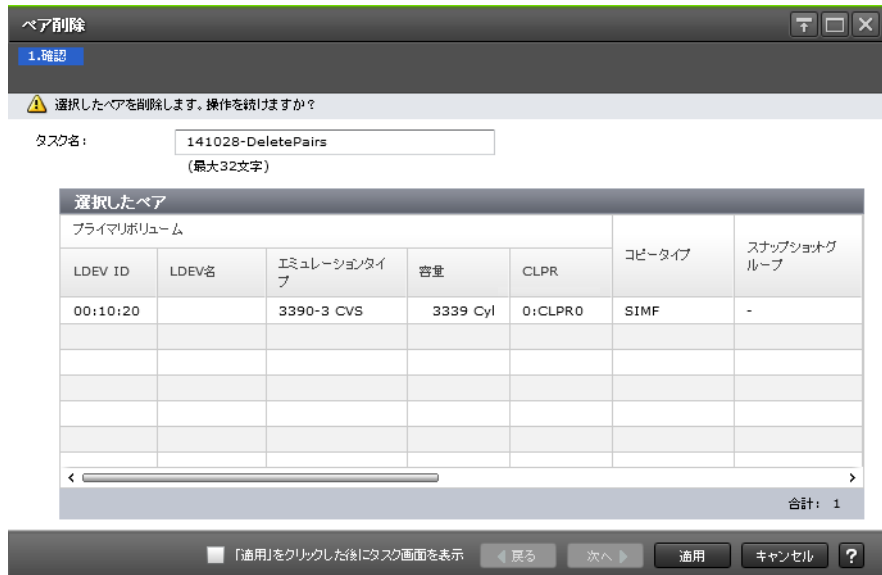 ペア削除
1.確認
選択したペアを削除します。操作を続けますか？
タスク名： 141028-DeletePairs
(最大32文字)
選択したペア
プライマリボリューム
コピータイプ
スナップショットグ
ループ
LDEV ID
LDEV名
エミュレーションタイ
プ
容量
CLPR
00:10:20 3390-3 CVS 3339 Cyl 0:CLPR0 SIMF -
合計： 1
「適用」をクリックした後にタスク画面を表示 戻る 次へ 適用 キャンセル ?